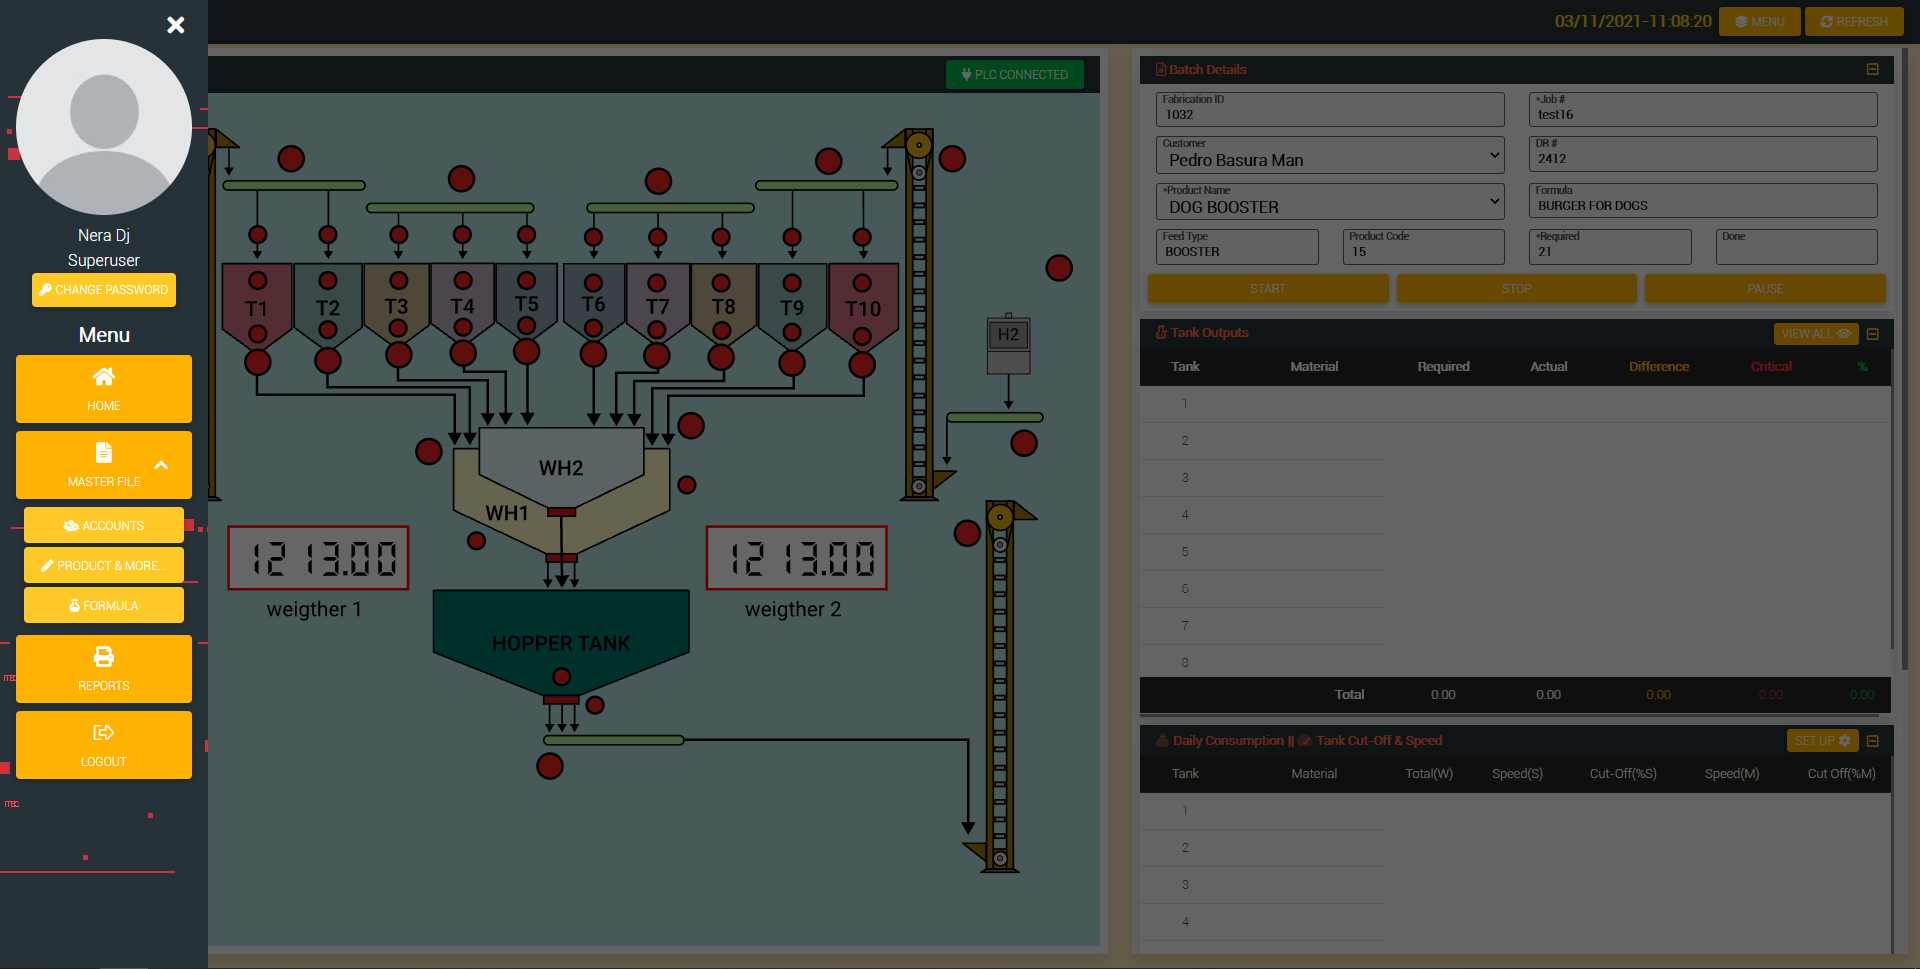 Nera Dj
Superuser
CHANGE PASSWORD
Menu
HOME
MASTER FILE
ACCOUNTS
PRODUCT & MORE...
FORMULA
REPORTS
LOGOUT
03/11/2021-11:08:20
MENU
REFRESH
PLC CONNECTED
T1
T2
T3
T4
T5
T6
T7
T8
T9
T10
H2
WH2
WH1
1213.00
weigther 1
1213.00
weigther 2
HOPPER TANK
Batch Details
Fabrication ID
1032
*Job #
test16
Customer
Pedro Basura Man
DR #
2412
*Product Name
DOG BOOSTER
Formula
BURGER FOR DOGS
Feed Type
BOOSTER
Product Code
15
*Required
21
Done
START
STOP
PAUSE
Tank Outputs
VIEW ALL
Tank Material Required Actual Difference Critical %
1
2
3
4
5
6
7
8
Total 0.00 0.00 0.00 0.00 0.00
Daily Consumption || Tank Cut-Off & Speed
SET UP
Tank Material Total(W) Speed(S) Cut-Off(%S) Speed(M) Cut Off(%M)
1
2
3
4